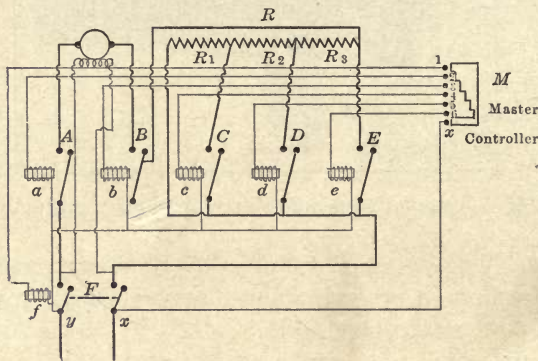 R
R1 R2 R3
1
M
Master
Controller
x
A B C D E
a b c d e
f F
y x